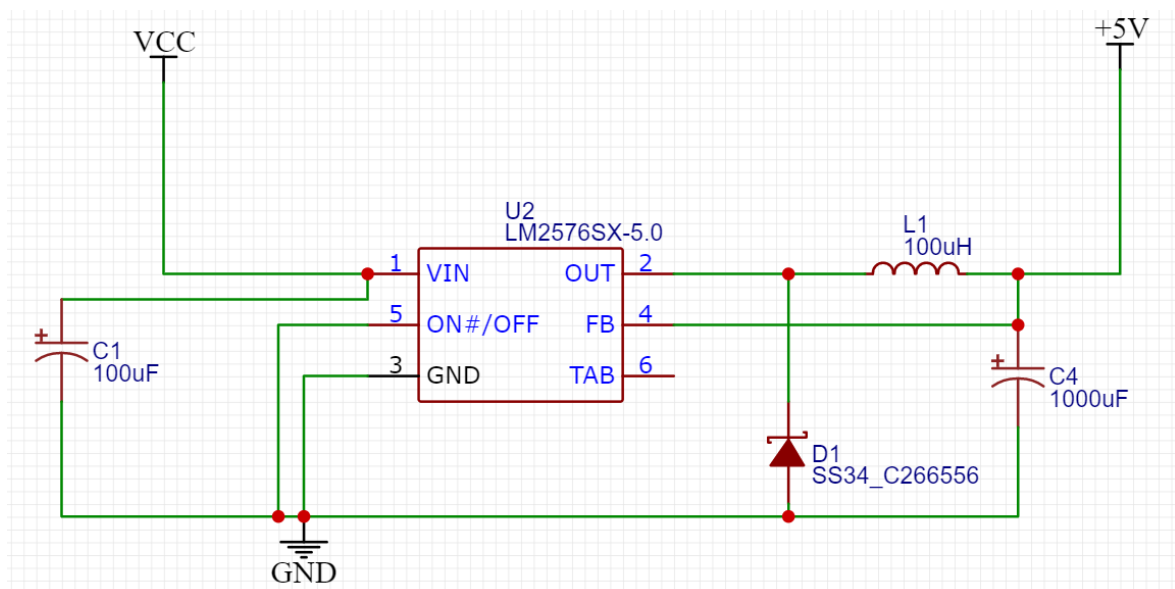 VCC
+5V
U2
LM2576SX-5.0
L1
100uH
1
VIN
OUT
2
5
ON#/OFF
FB
4
3
GND
TAB
6
+
C1
100uF
+
C4
1000uF
D1
SS34_C266556
GND